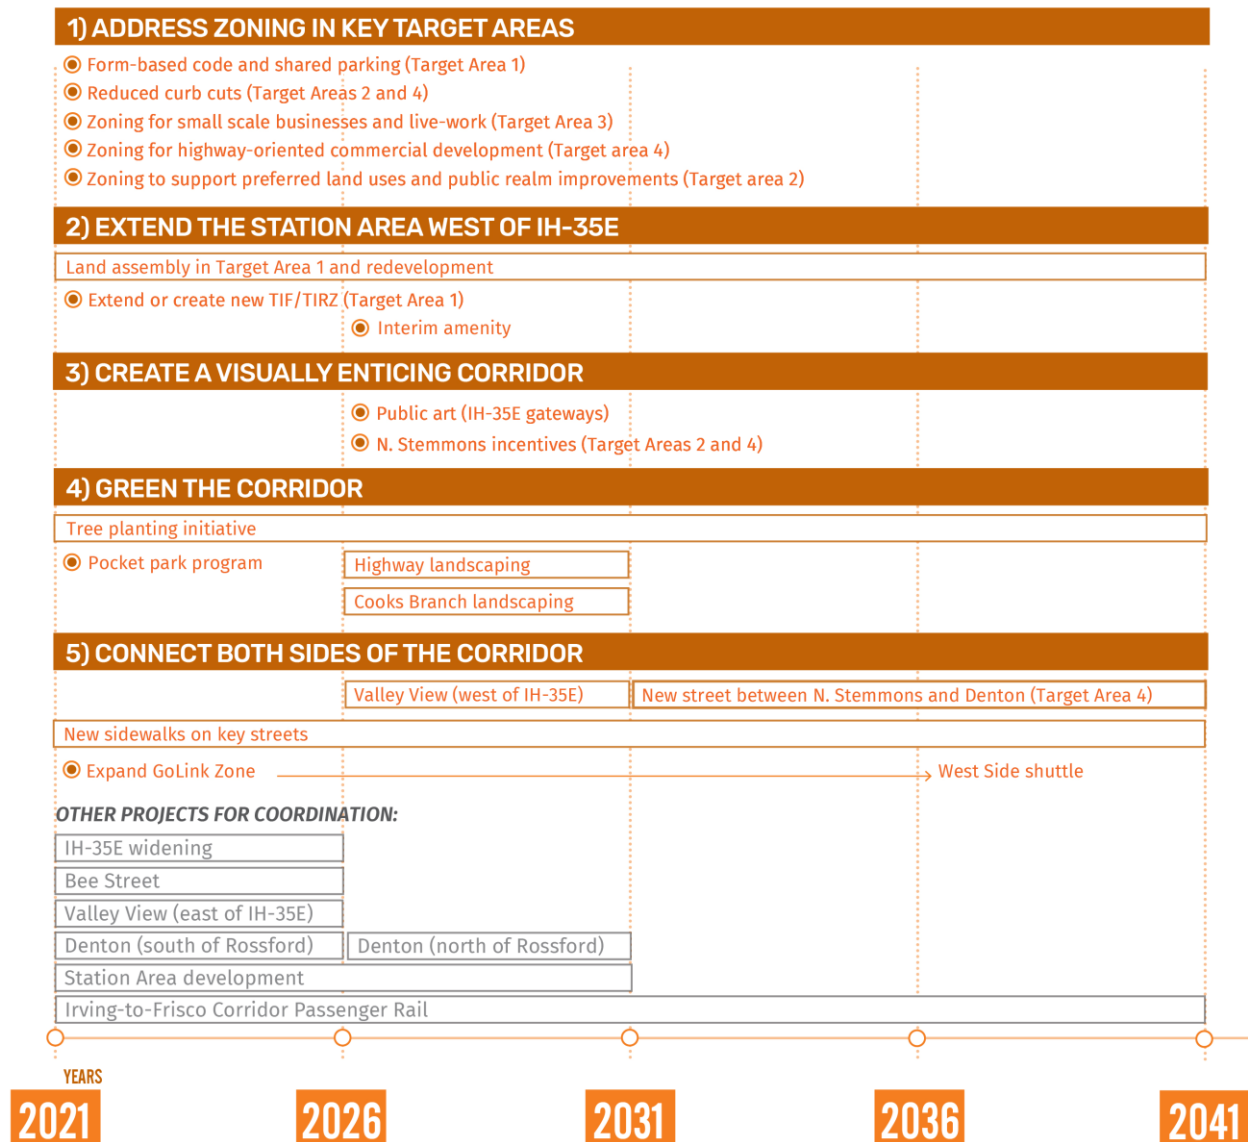 1) ADDRESS ZONING IN KEY TARGET AREAS
Form-based code and shared parking (Target Area 1)
Reduced curb cuts (Target Areas 2 and 4)
Zoning for small scale businesses and live-work (Target Area 3)
Zoning for highway-oriented commercial development (Target area 4)
Zoning to support preferred land uses and public realm improvements (Target area 2)
2) EXTEND THE STATION AREA WEST OF IH-35E
Land assembly in Target Area 1 and redevelopment
Extend or create new TIF/TIRZ (Target Area 1)
Interim amenity
3) CREATE A VISUALLY ENTICING CORRIDOR
Public art (IH-35E gateways)
N. Stemmons incentives (Target Areas 2 and 4)
4) GREEN THE CORRIDOR
Tree planting initiative
Pocket park program
Highway landscaping
Cooks Branch landscaping
5) CONNECT BOTH SIDES OF THE CORRIDOR
Valley View (west of IH-35E)
New street between N. Stemmons and Denton (Target Area 4)
New sidewalks on key streets
Expand GoLink Zone
West Side shuttle
OTHER PROJECTS FOR COORDINATION:
IH-35E widening
Bee Street
Valley View (east of IH-35E)
Denton (south of Rossford)
Denton (north of Rossford)
Station Area development
Irving-to-Frisco Corridor Passenger Rail
YEARS
2021
2026
2031
2036
2041